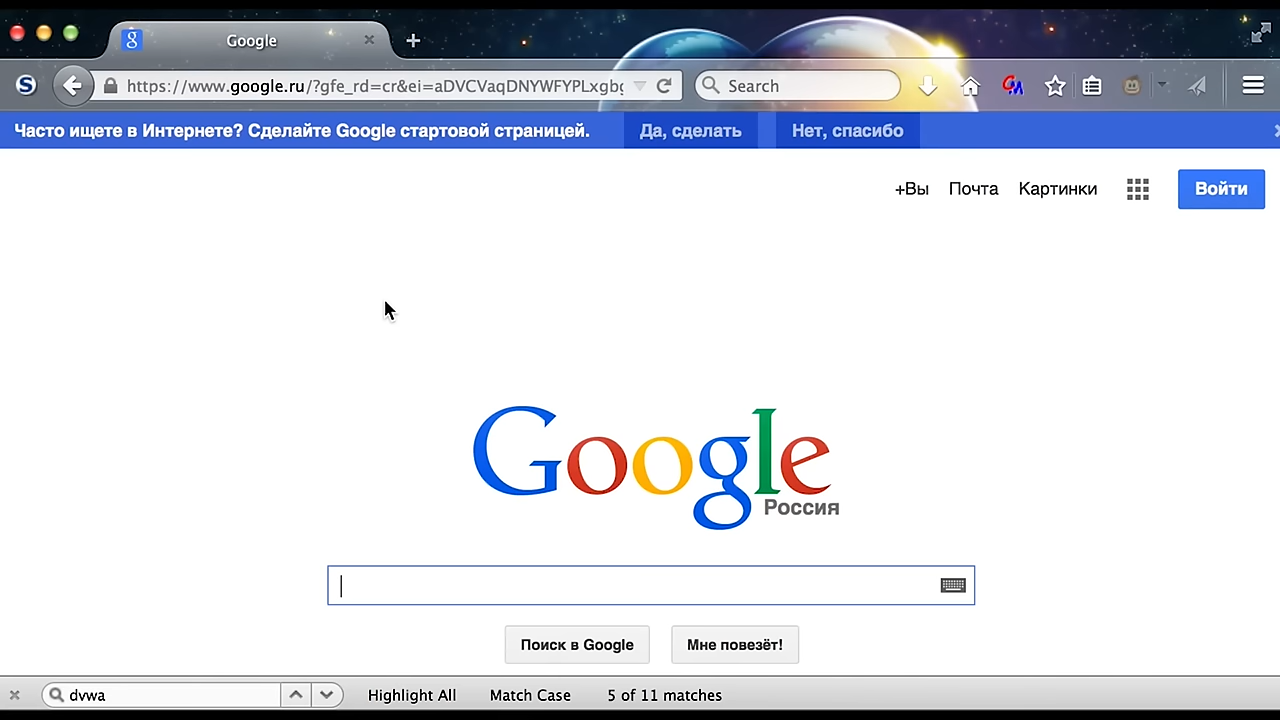 Google
https://www.google.ru/?gfe_rd=cr&ei=aDVCVaqDNYWFYPLxgbg
Search
Часто ищете в Интернете? Сделайте Google стартовой страницей.
Да, сделать
Нет, спасибо
+Вы
Почта
Картинки
Войти
Google
Россия
Поиск в Google
Мне повезёт!
dvwa
Highlight All
Match Case
5 of 11 matches